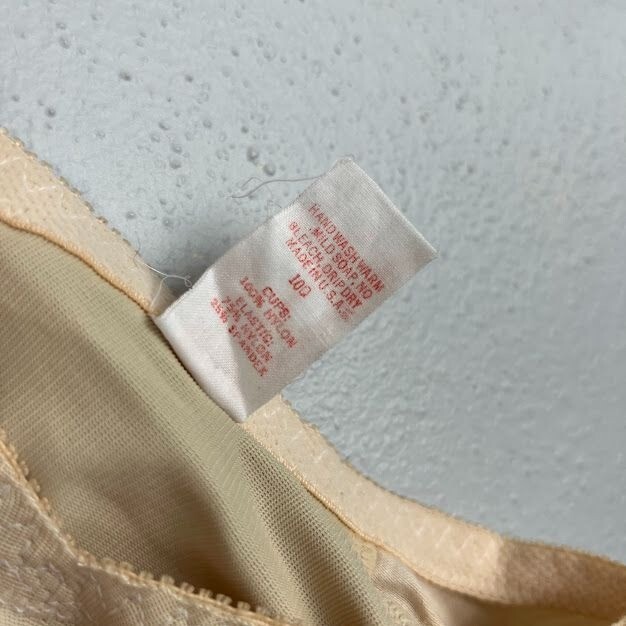 HAND WASH WARM
MILD SOAP. NO
BLEACH, DRIP DRY
MADE IN U.S.A.
100
CUPS:
100% NYLON
ELASTIC:
75% NYLON
25% SPANDEX